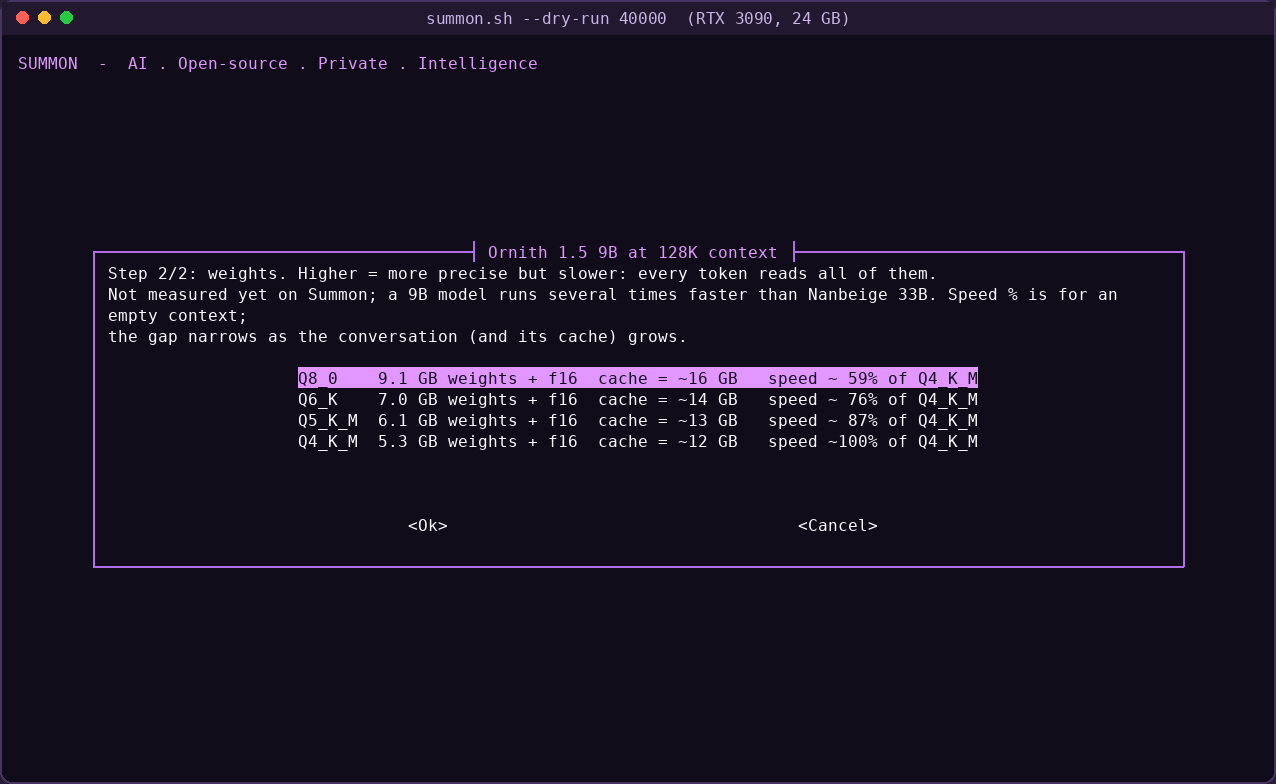 summon.sh --dry-run 40000  (RTX 3090, 24 GB)
SUMMON  -  AI . Open-source . Private . Intelligence
Ornith 1.5 9B at 128K context
Step 2/2: weights. Higher = more precise but slower: every token reads all of them.
Not measured yet on Summon; a 9B model runs several times faster than Nanbeige 33B. Speed % is for an
empty context;
the gap narrows as the conversation (and its cache) grows.
Q8_0    9.1 GB weights + f16  cache = ~16 GB   speed ~ 59% of Q4_K_M
Q6_K    7.0 GB weights + f16  cache = ~14 GB   speed ~ 76% of Q4_K_M
Q5_K_M  6.1 GB weights + f16  cache = ~13 GB   speed ~ 87% of Q4_K_M
Q4_K_M  5.3 GB weights + f16  cache = ~12 GB   speed ~100% of Q4_K_M
<Ok>                                   <Cancel>